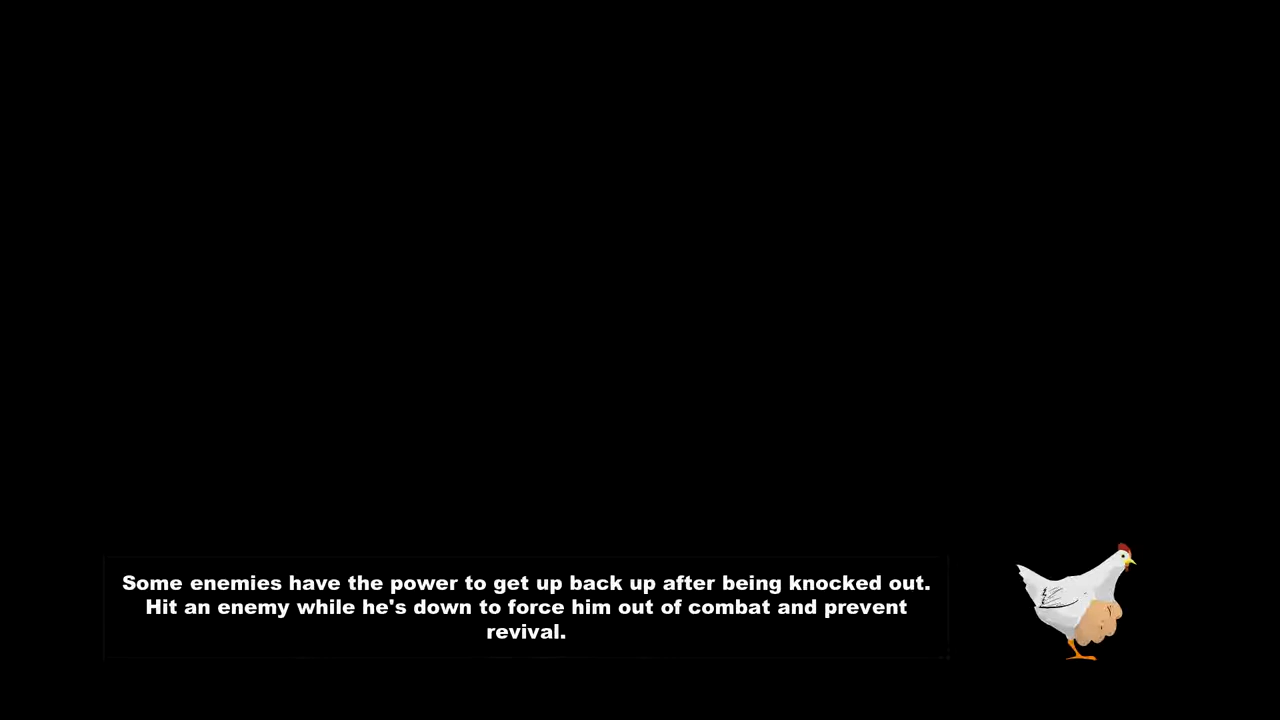 Some enemies have the power to get up back up after being knocked out.
Hit an enemy while he's down to force him out of combat and prevent
revival.